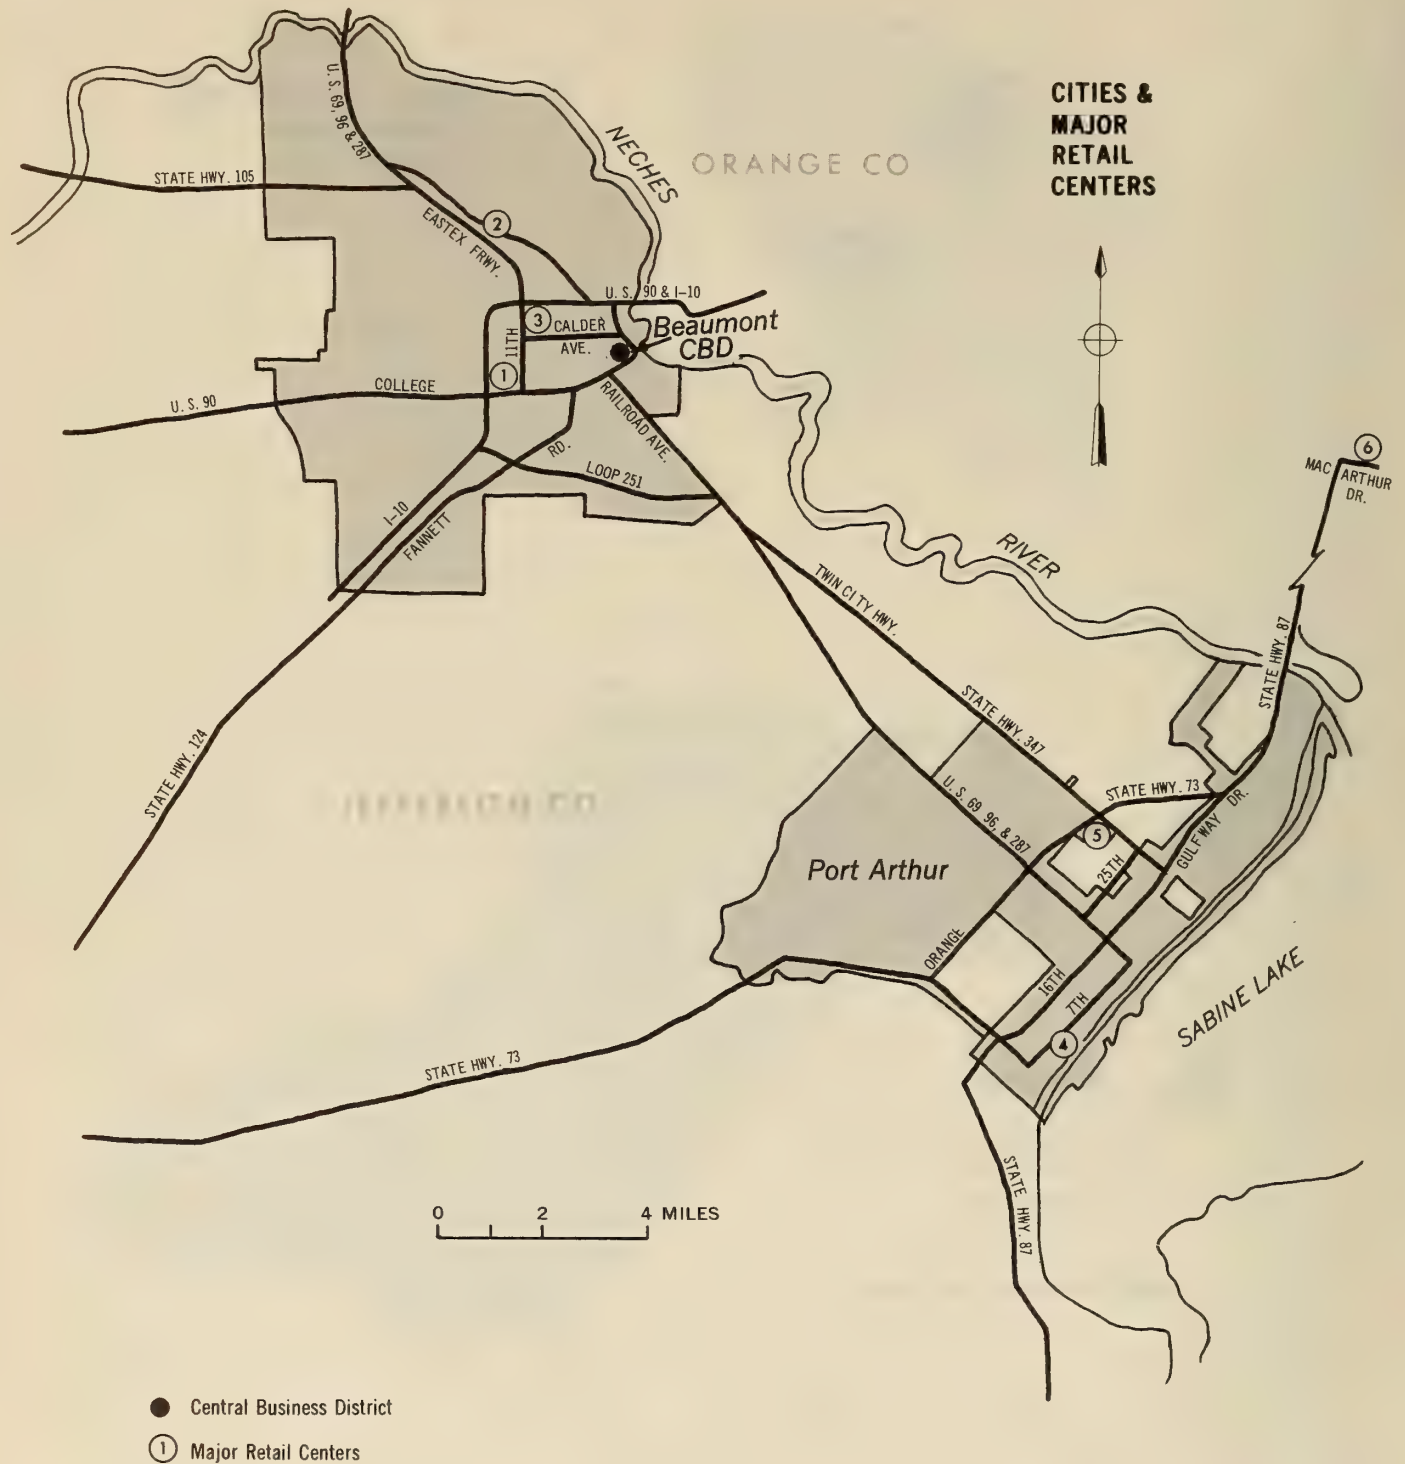 CITIES &
MAJOR
RETAIL
CENTERS
U. S. 69, 96 & 287
NECHES
ORANGE CO
STATE HWY. 105
2
EASTEX FRWY.
U. S. 90 & I-10
3
CALDER
AVE.
11TH
Beaumont
CBD
1
COLLEGE
U. S. 90
RAILROAD AVE.
RD.
LOOP 251
I-10
FANNETT
6
MAC ARTHUR
DR.
RIVER
TWIN CITY HWY.
STATE HWY. 87
STATE HWY. 347
STATE HWY. 124
STATE HWY. 73
U. S. 69 96, & 287
5
GULFWAY DR.
25TH
Port Arthur
ORANGE
16TH
7TH
4
SABINE LAKE
STATE HWY. 73
STATE HWY. 87
0 2 4 MILES
Central Business District
1 Major Retail Centers